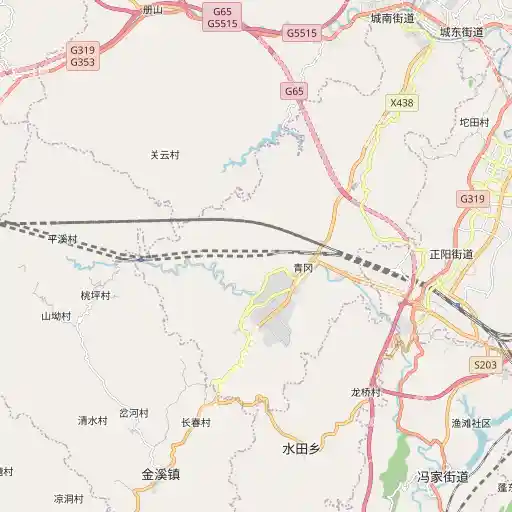 册山
G65
G5515
G5515
城南街道
城东街道
G319
G353
G65
X438
坨田村
关云村
G319
平溪村
正阳街道
青冈
桃坪村
山坳村
S203
龙桥村
岔河村
清水村
长春村
渔滩社区
水田乡
金溪镇
冯家街道
凉洞村